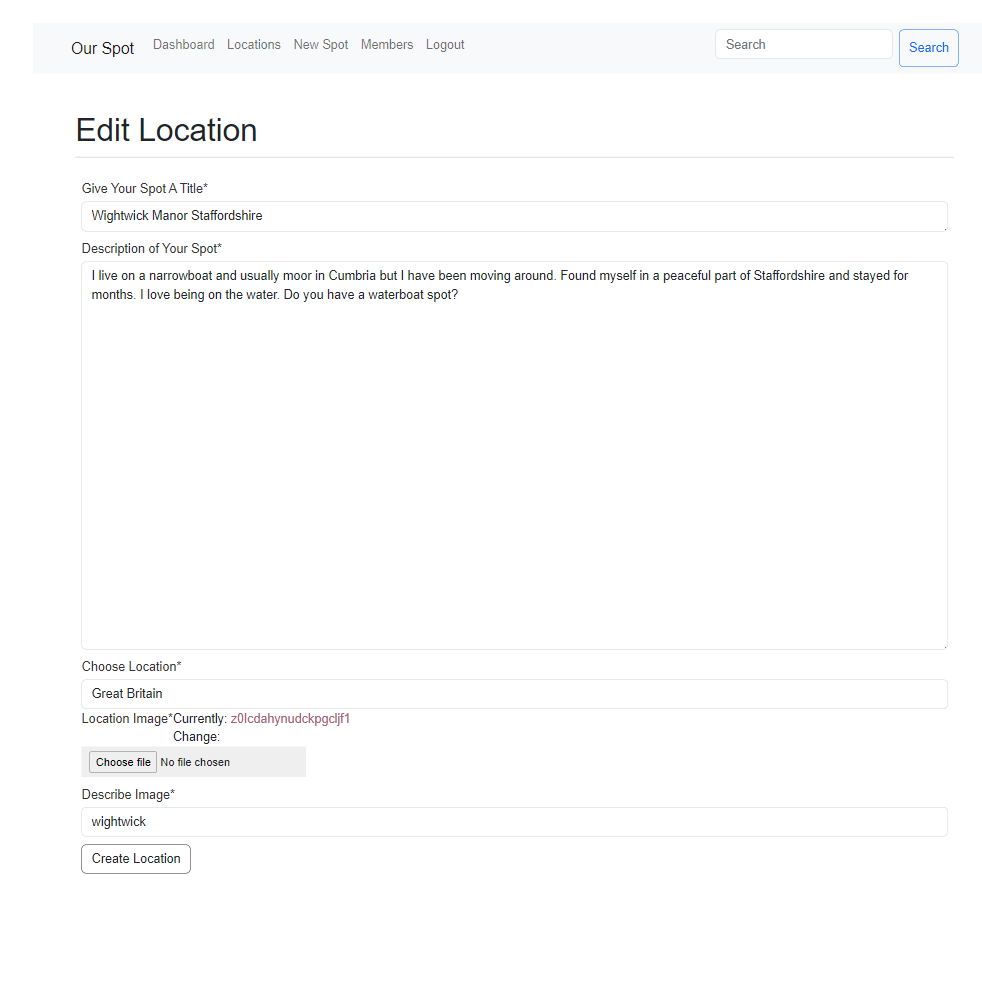 Our Spot Dashboard Locations New Spot Members Logout Search Search
Edit Location
Give Your Spot A Title*
Wightwick Manor Staffordshire
Description of Your Spot*
I live on a narrowboat and usually moor in Cumbria but I have been moving around. Found myself in a peaceful part of Staffordshire and stayed for
months. I love being on the water. Do you have a waterboat spot?
Choose Location*
Great Britain
Location Image*Currently: z0lcdahynudckpgcljf1
Change:
Choose file No file chosen
Describe Image*
wightwick
Create Location